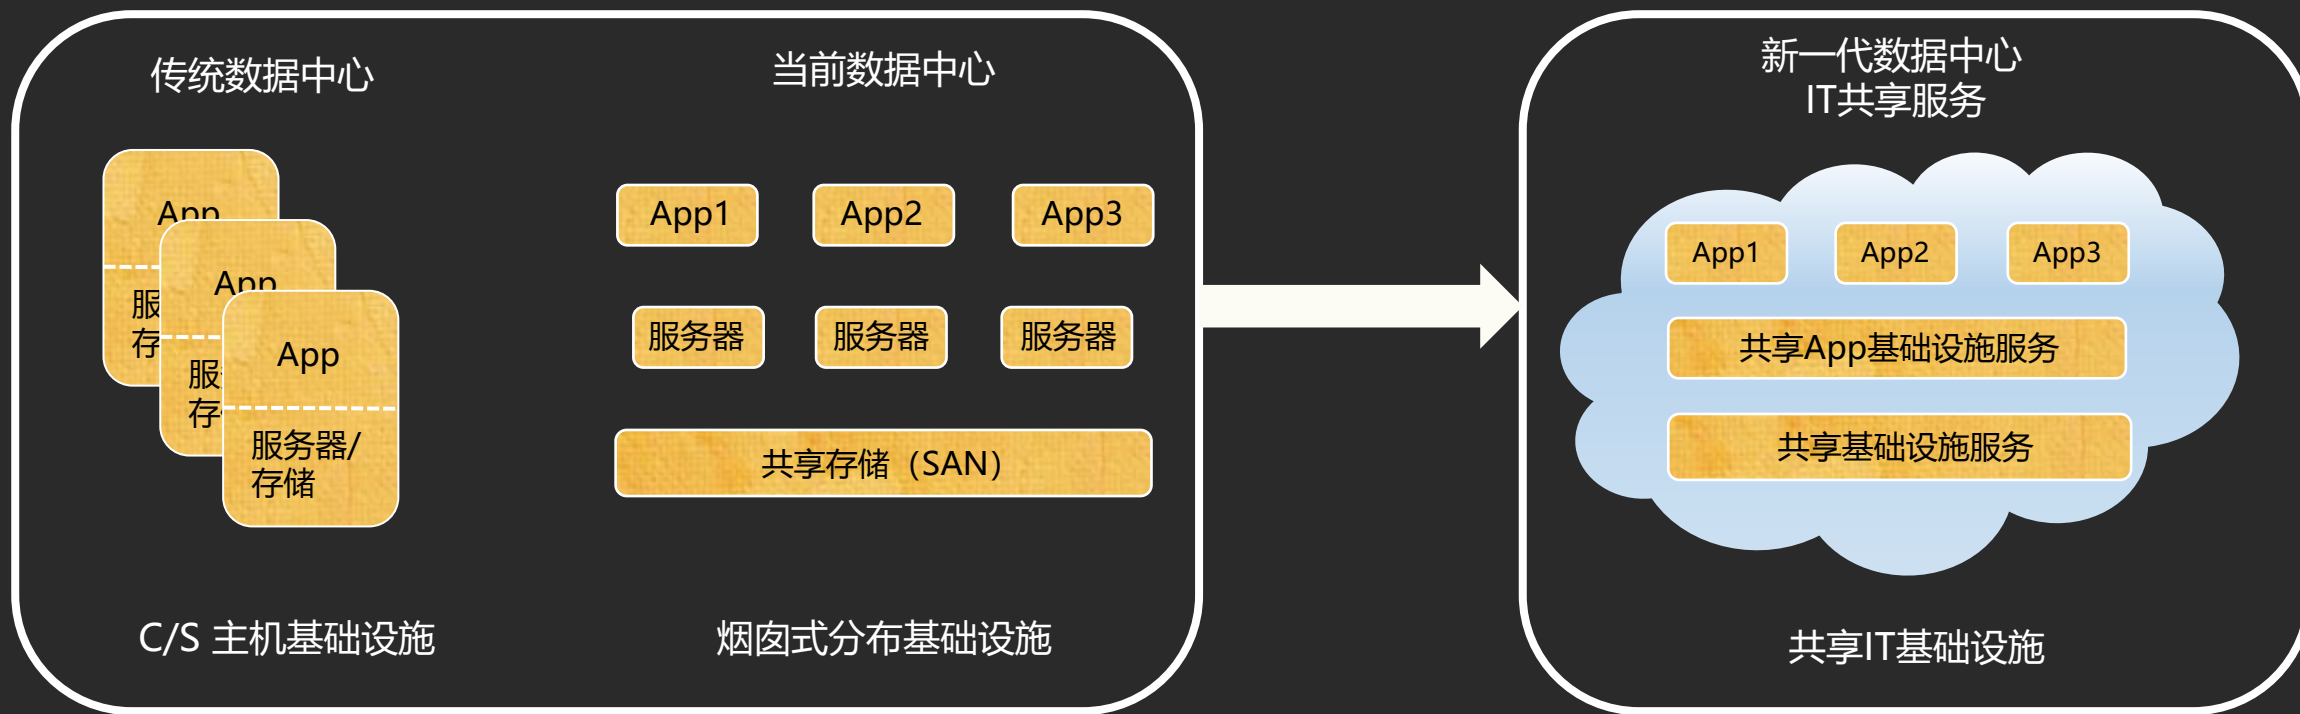 传统数据中心
App
服
存
App
服
存
App
服务器/
存储
C/S 主机基础设施
当前数据中心
App1
App2
App3
服务器
服务器
服务器
共享存储（SAN）
烟囱式分布基础设施
新一代数据中心
IT共享服务
App1
App2
App3
共享App基础设施服务
共享基础设施服务
共享IT基础设施